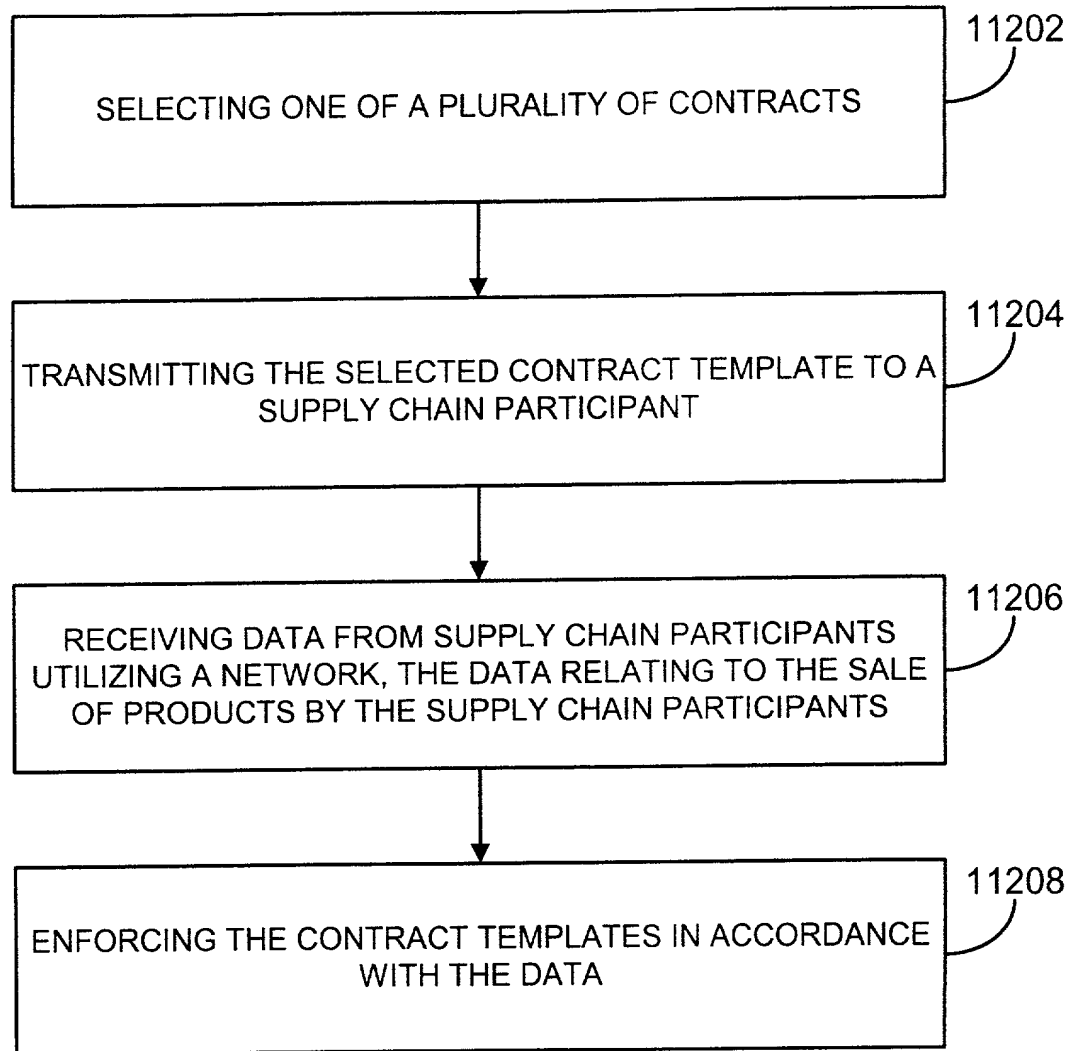 11202
SELECTING ONE OF A PLURALITY OF CONTRACTS
11204
TRANSMITTING THE SELECTED CONTRACT TEMPLATE TO A
SUPPLY CHAIN PARTICIPANT
11206
RECEIVING DATA FROM SUPPLY CHAIN PARTICIPANTS
UTILIZING A NETWORK, THE DATA RELATING TO THE SALE
OF PRODUCTS BY THE SUPPLY CHAIN PARTICIPANTS
11208
ENFORCING THE CONTRACT TEMPLATES IN ACCORDANCE
WITH THE DATA